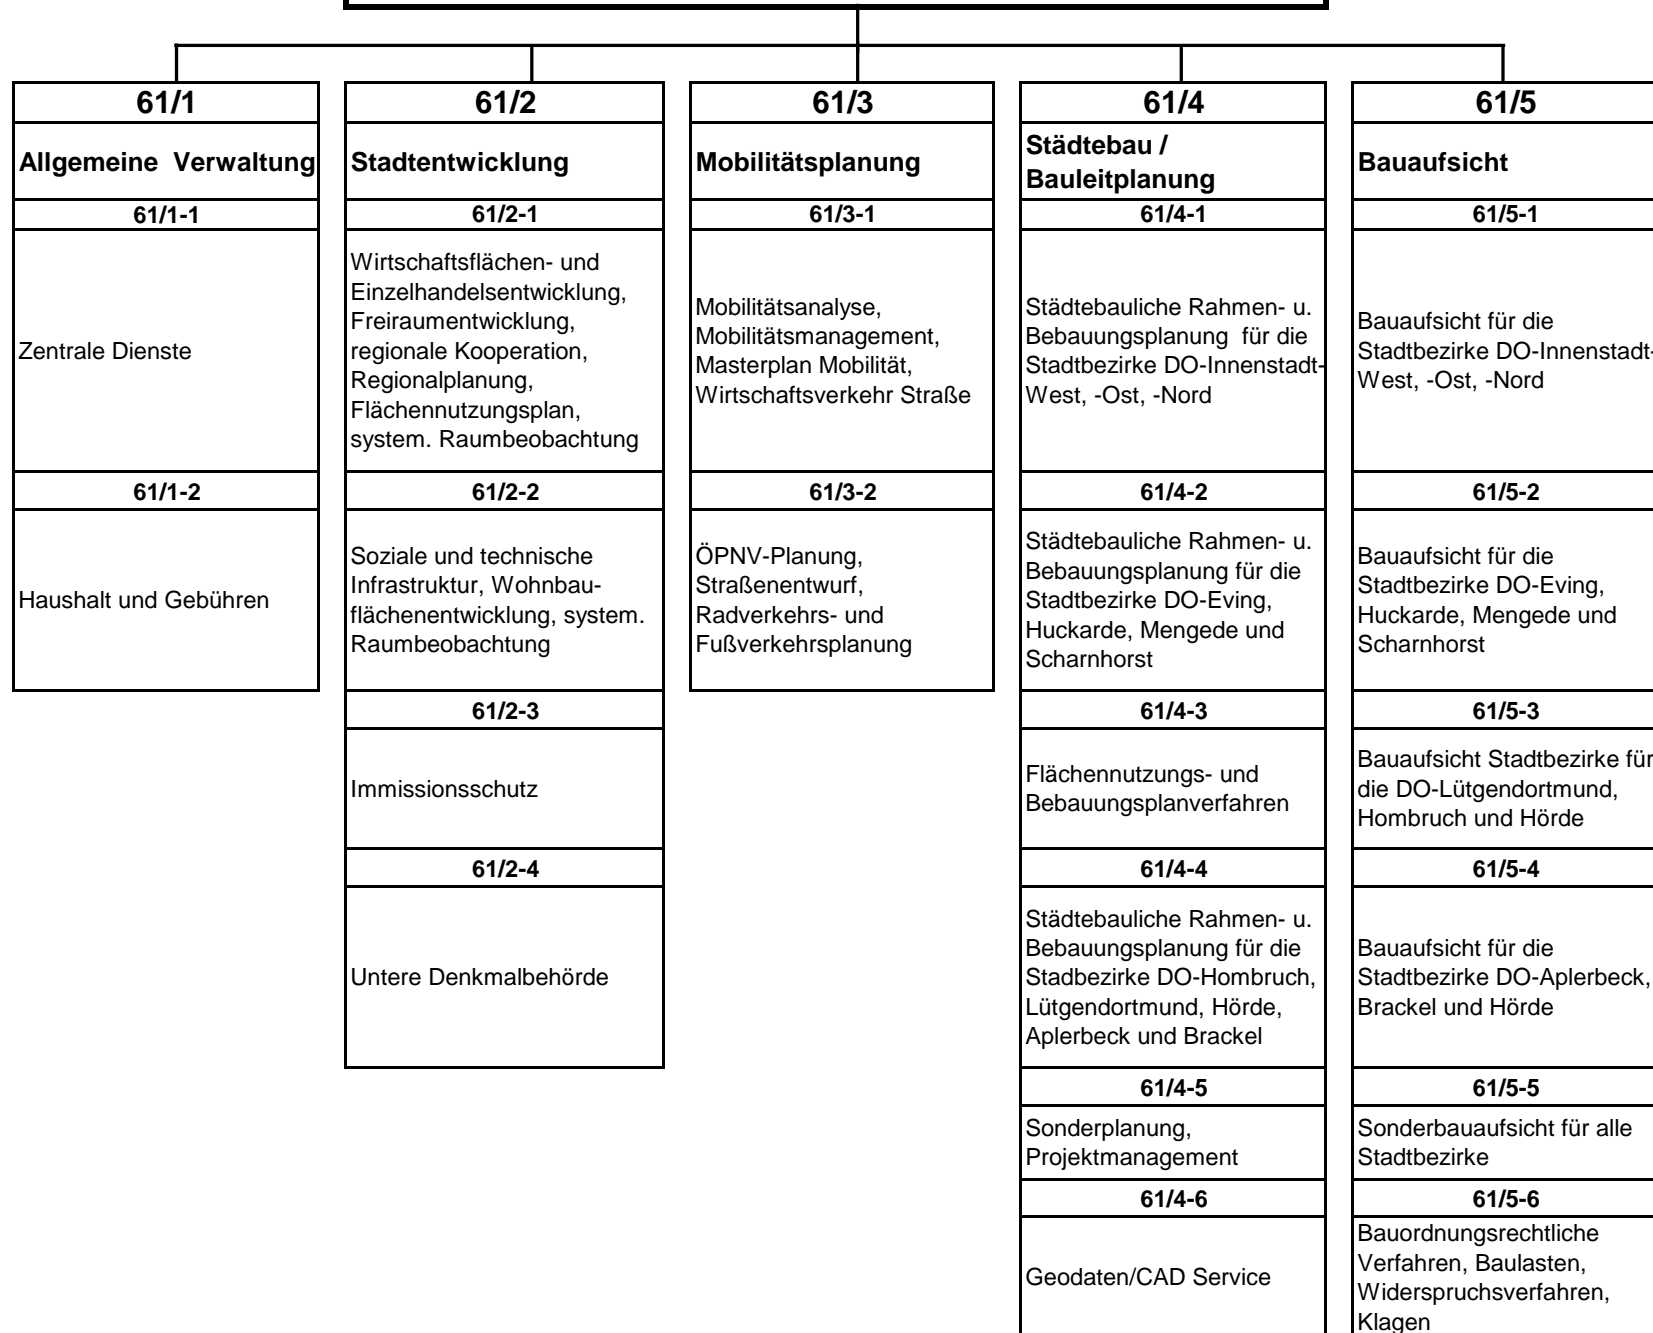 61/1
Allgemeine Verwaltung
61/1-1
Zentrale Dienste
61/1-2
Haushalt und Gebühren
61/2
Stadtentwicklung
61/2-1
Wirtschaftsflächen- und
Einzelhandelsentwicklung,
Freiraumentwicklung,
regionale Kooperation,
Regionalplanung,
Flächennutzungsplan,
system. Raumbeobachtung
61/2-2
Soziale und technische
Infrastruktur, Wohnbau-
flächenentwicklung, system.
Raumbeobachtung
61/2-3
Immissionsschutz
61/2-4
Untere Denkmalbehörde
61/3
Mobilitätsplanung
61/3-1
Mobilitätsanalyse,
Mobilitätsmanagement,
Masterplan Mobilität,
Wirtschaftsverkehr Straße
61/3-2
ÖPNV-Planung,
Straßenentwurf,
Radverkehrs- und
Fußverkehrsplanung
61/4
Städtebau /
Bauleitplanung
61/4-1
Städtebauliche Rahmen- u.
Bebauungsplanung für die
Stadtbezirke DO-Innenstadt-
West, -Ost, -Nord
61/4-2
Städtebauliche Rahmen- u.
Bebauungsplanung für die
Stadtbezirke DO-Eving,
Huckarde, Mengede und
Scharnhorst
61/4-3
Flächennutzungs- und
Bebauungsplanverfahren
61/4-4
Städtebauliche Rahmen- u.
Bebauungsplanung für die
Stadbezirke DO-Hombruch,
Lütgendortmund, Hörde,
Aplerbeck und Brackel
61/4-5
Sonderplanung,
Projektmanagement
61/4-6
Geodaten/CAD Service
61/5
Bauaufsicht
61/5-1
Bauaufsicht für die
Stadtbezirke DO-Innenstadt-
West, -Ost, -Nord
61/5-2
Bauaufsicht für die
Stadtbezirke DO-Eving,
Huckarde, Mengede und
Scharnhorst
61/5-3
Bauaufsicht Stadtbezirke für
die DO-Lütgendortmund,
Hombruch und Hörde
61/5-4
Bauaufsicht für die
Stadtbezirke DO-Aplerbeck,
Brackel und Hörde
61/5-5
Sonderbauaufsicht für alle
Stadtbezirke
61/5-6
Bauordnungsrechtliche
Verfahren, Baulasten,
Widerspruchsverfahren,
Klagen